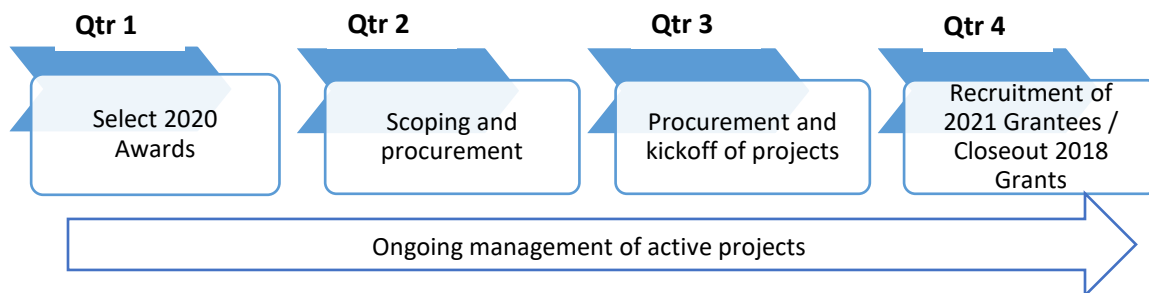 Qtr 1
Qtr 2
Qtr 3
Qtr 4
Select 2020
Awards
Scoping and
procurement
Procurement and
kickoff of projects
Recruitment of
2021 Grantees /
Closeout 2018
Grants
Ongoing management of active projects